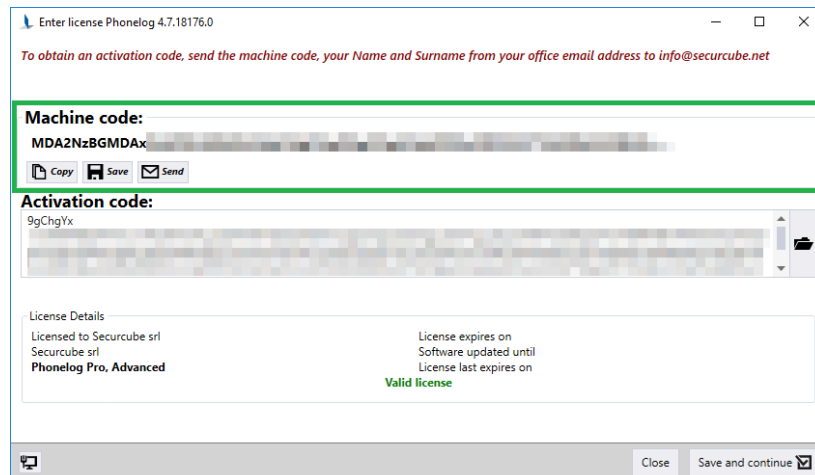 Enter license Phonelog 4.7.18176.0
To obtain an activation code, send the machine code, your Name and Surname from your office email address to info@securcube.net
Machine code:
MDA2NzBGMDAx
Copy Save Send
Activation code:
9gChgYx
License Details
Licensed to Securcube srl License expires on
Securcube srl Software updated until
Phonelog Pro, Advanced License last expires on
Valid license
Close Save and continue